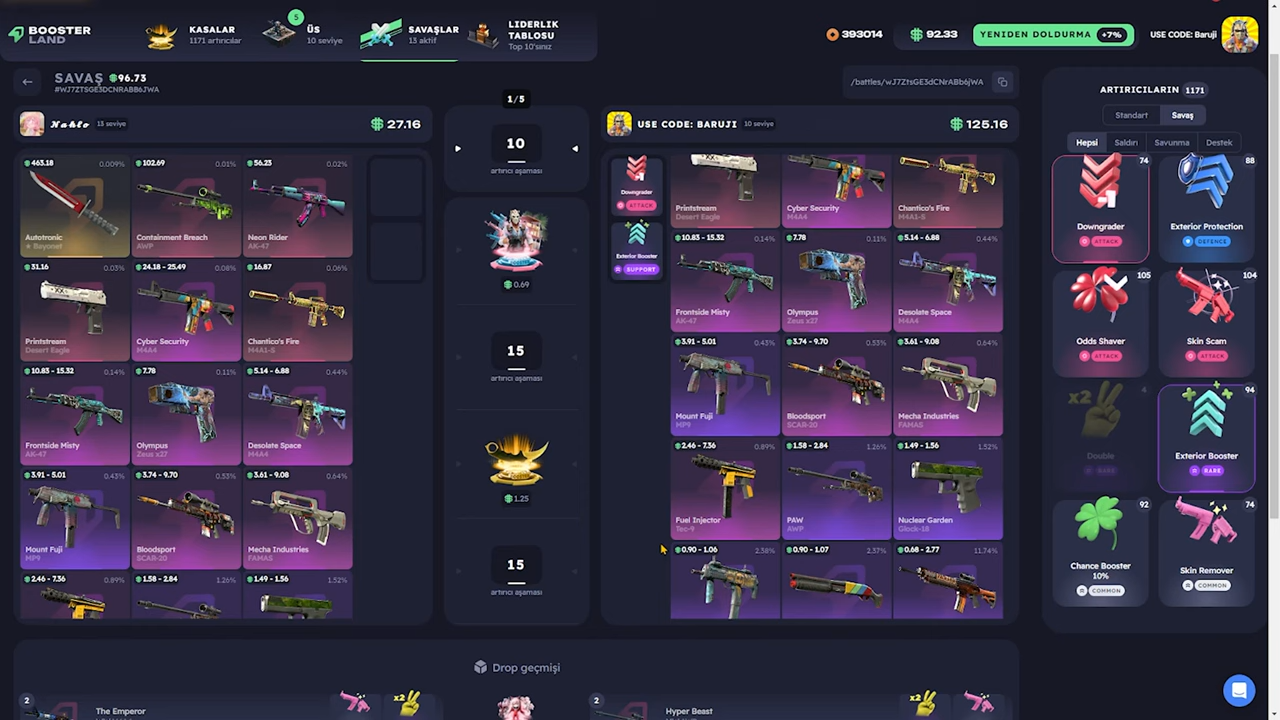 BOOSTER
LAND
KASALAR
1171 artırıcılar
5
ÜS
10 seviye
SAVAŞLAR
13 aktif
LIDERLIK
TABLOSU
Top 10'sınız
399014
92.33
YENIDEN DOLDURMA +7%
USE CODE: Baruji
SAVAŞ 96.73
#WJ7ZTSGE3DCNRABB6JWA
/battles/wJ7ZtsGE3dCNrABb6jWA
1/5
Nablo 13 seviye
27.16
10
artırıcı aşaması
0.69
15
artırıcı aşaması
1.25
15
artırıcı aşaması
USE CODE: BARUJI 10 seviye
125.16
463.18 0.009%
Autotronic
★ Bayonet
102.69 0.01%
Containment Breach
AWP
56.23 0.02%
Neon Rider
AK-47
31.16 0.03%
Printstream
Desert Eagle
24.18 - 25.49 0.08%
Cyber Security
M4A4
16.87 0.06%
Chantico's Fire
M4A1-S
10.83 - 15.32 0.14%
Frontside Misty
AK-47
7.78 0.11%
Olympus
Zeus x27
5.14 - 6.88 0.44%
Desolate Space
M4A4
3.91 - 5.01 0.43%
Mount Fuji
MP9
3.74 - 9.70 0.53%
Bloodsport
SCAR-20
3.61 - 9.08 0.64%
Mecha Industries
FAMAS
2.46 - 7.36 0.89%
1.58 - 2.84 1.26%
1.49 - 1.56 1.52%
Downgrader
ATTACK
Exterior Booster
SUPPORT
Printstream
Desert Eagle
Cyber Security
M4A4
Chantico's Fire
M4A1-S
10.83 - 15.32 0.14%
Frontside Misty
AK-47
7.78 0.11%
Olympus
Zeus x27
5.14 - 6.88 0.44%
Desolate Space
M4A4
3.91 - 5.01 0.43%
Mount Fuji
MP9
3.74 - 9.70 0.53%
Bloodsport
SCAR-20
3.61 - 9.08 0.64%
Mecha Industries
FAMAS
2.46 - 7.36 0.89%
Fuel Injector
Tec-9
1.58 - 2.84 1.26%
PAW
AWP
1.49 - 1.56 1.52%
Nuclear Garden
Glock-18
0.90 - 1.06 2.58%
0.90 - 1.07 2.37%
0.68 - 2.77 11.74%
ARTIRICILARIN 1171
Standart
Savaş
Hepsi
Saldırı
Savunma
Destek
74
Downgrader
ATTACK
88
Exterior Protection
DEFENCE
105
Odds Shaver
ATTACK
104
Skin Scam
ATTACK
4
x2
Double
RARE
94
Exterior Booster
RARE
92
Chance Booster
10%
COMMON
74
Skin Remover
COMMON
Drop geçmişi
2
The Emperor
x2
2
Hyper Beast
x2